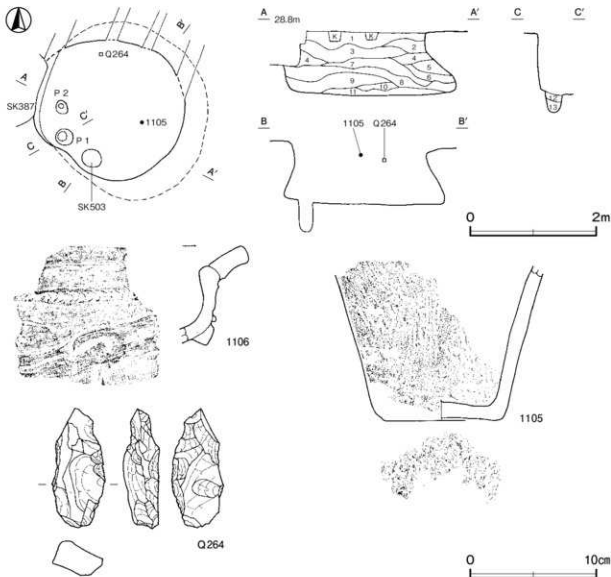 B'
Q264
A
SK387
P 2
C'
1105
P 1
C
B
A'
SK503
A 28.8m A' C C'
K K
1
2
3
4
4
5
7
6
9
8
10
11
12
13
B B'
1105 Q264
0 2m
1106
1105
Q264
0 10cm